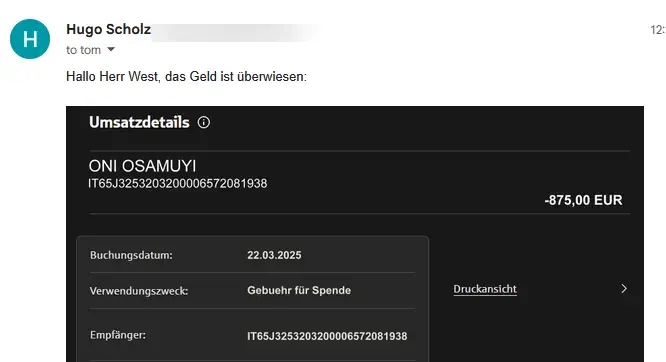 H
Hugo Scholz
12:
to tom
Hallo Herr West, das Geld ist überwiesen:
Umsatzdetails
ONI OSAMUYI
IT65J3253203200006572081938
-875,00 EUR
Buchungsdatum: 22.03.2025
Verwendungszweck: Gebuehr für Spende
Druckansicht
Empfänger: IT65J3253203200006572081938